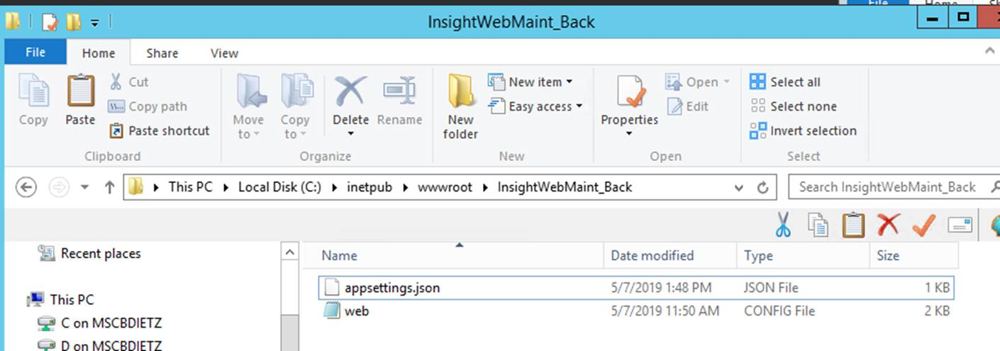 File Home
InsightWebMaint_Back
File Home Share View
Copy Paste Cut Copy path Paste shortcut Move to Copy to Delete Rename New folder New item Easy access Properties Open Edit Select all Select none Invert selection
Clipboard Organize New Open Select
This PC Local Disk (C:) inetpub wwwroot InsightWebMaint_Back Search InsightWebMaint_Back
Recent places Name Date modified Type Size
appsettings.json 5/7/2019 1:48 PM JSON File 1 KB
This PC web 5/7/2019 11:50 AM CONFIG File 2 KB
C on MSCBDIETZ
D on MSCBDIETZ